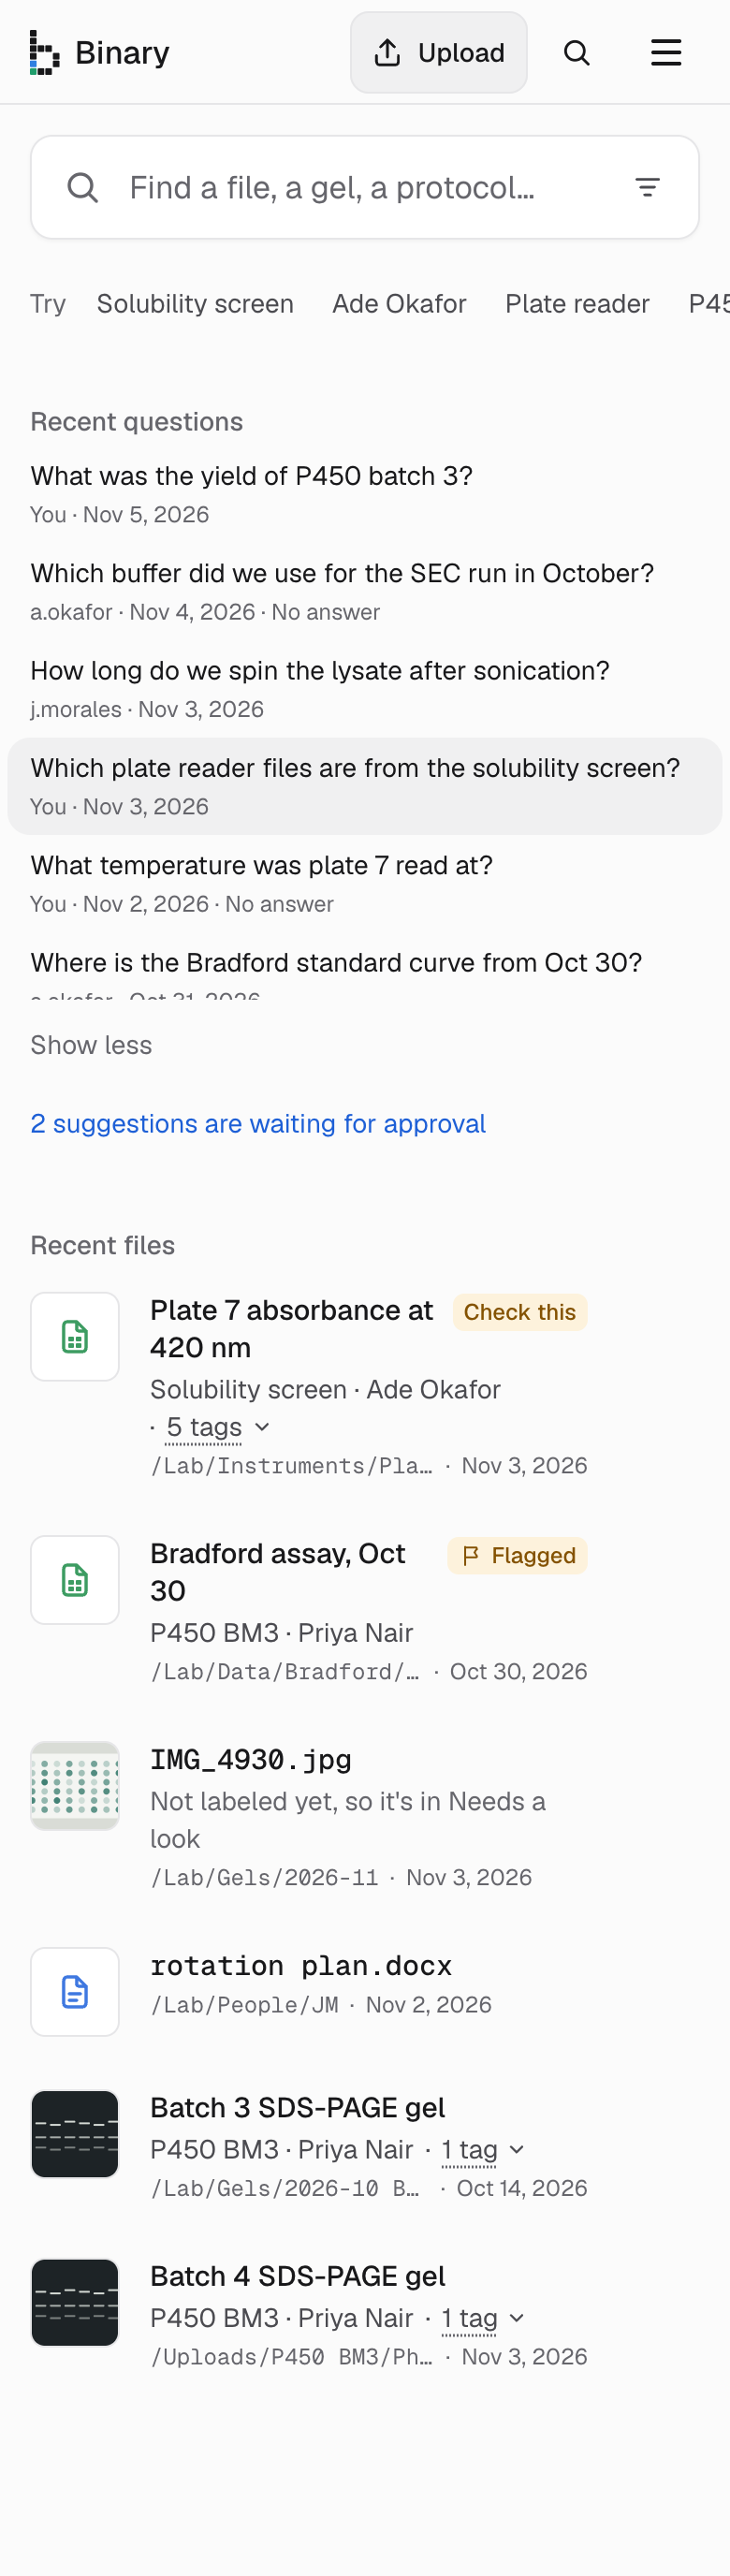 Binary
Upload
Find a file, a gel, a protocol...
Try Solubility screen Ade Okafor Plate reader P45
Recent questions
What was the yield of P450 batch 3?
You · Nov 5, 2026
Which buffer did we use for the SEC run in October?
a.okafor · Nov 4, 2026 · No answer
How long do we spin the lysate after sonication?
j.morales · Nov 3, 2026
Which plate reader files are from the solubility screen?
You · Nov 3, 2026
What temperature was plate 7 read at?
You · Nov 2, 2026 · No answer
Where is the Bradford standard curve from Oct 30?
a.okafor · Oct 31, 2026
Show less
2 suggestions are waiting for approval
Recent files
Plate 7 absorbance at Check this
420 nm
Solubility screen · Ade Okafor
· 5 tags
/Lab/Instruments/Pla… · Nov 3, 2026
Bradford assay, Oct Flagged
30
P450 BM3 · Priya Nair
/Lab/Data/Bradford/… · Oct 30, 2026
IMG_4930.jpg
Not labeled yet, so it's in Needs a
look
/Lab/Gels/2026-11 · Nov 3, 2026
rotation plan.docx
/Lab/People/JM · Nov 2, 2026
Batch 3 SDS-PAGE gel
P450 BM3 · Priya Nair · 1 tag
/Lab/Gels/2026-10 B… · Oct 14, 2026
Batch 4 SDS-PAGE gel
P450 BM3 · Priya Nair · 1 tag
/Uploads/P450 BM3/Ph… · Nov 3, 2026